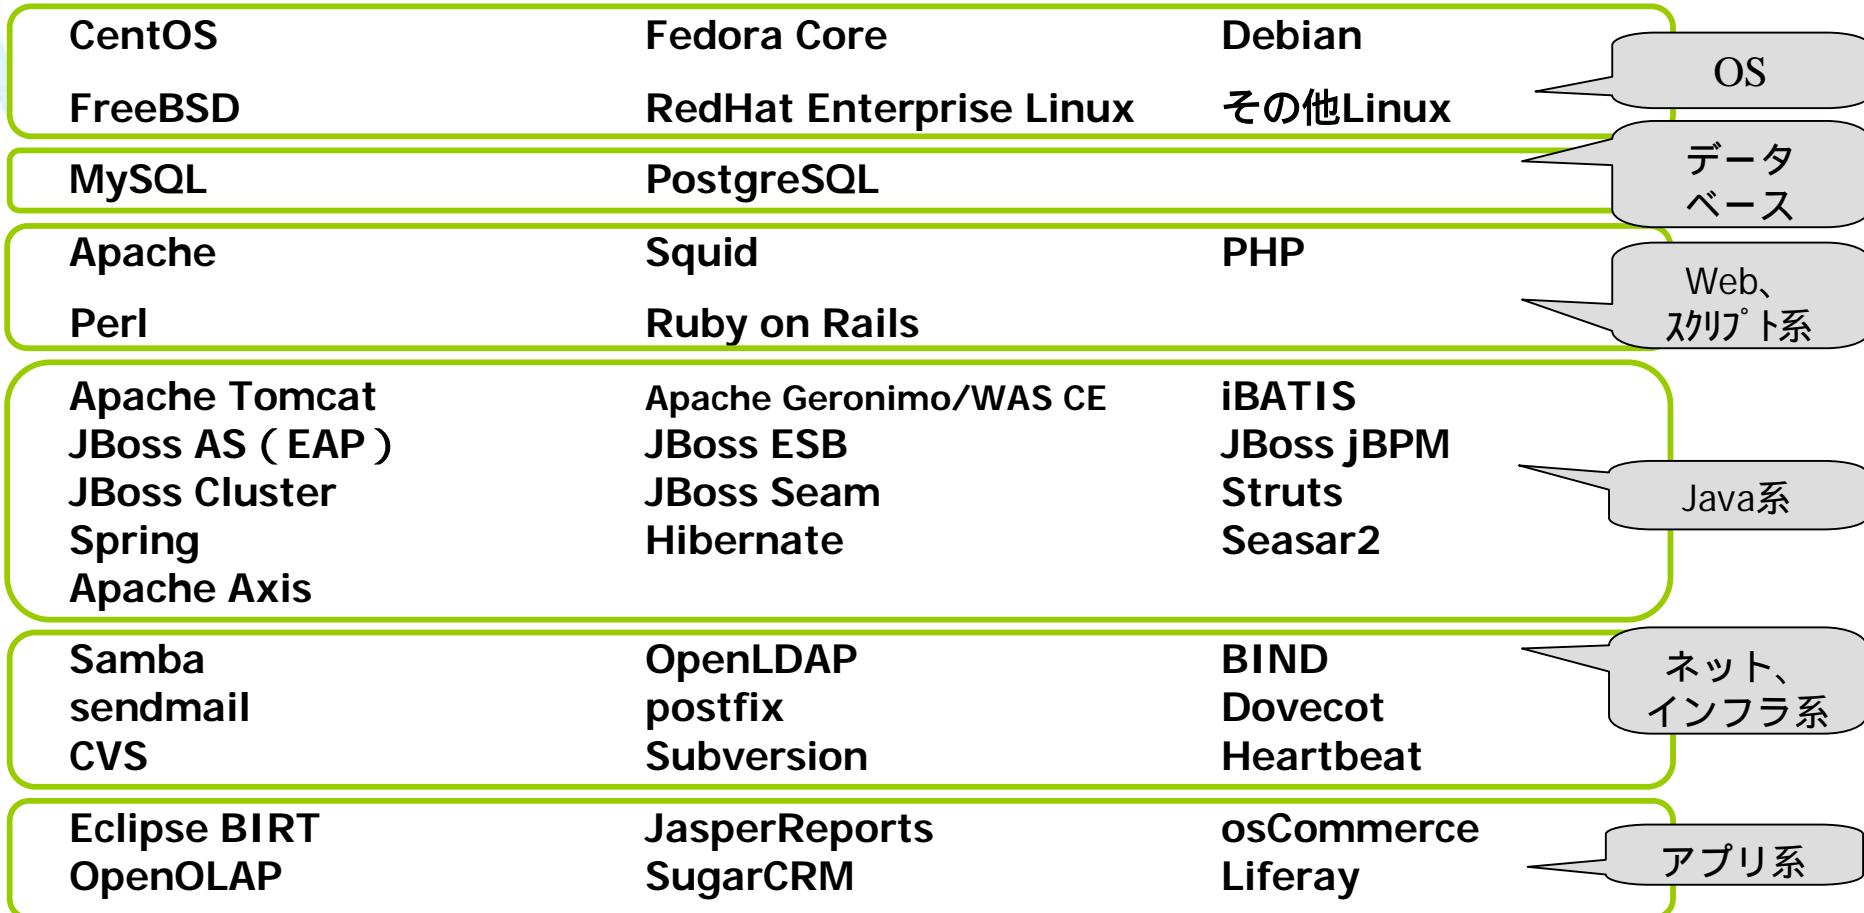 CentOS Fedora Core Debian
OS
FreeBSD RedHat Enterprise Linux その他Linux
MySQL PostgreSQL
データ
ベース
Apache Squid PHP
Perl Ruby on Rails
Web、
ｽｸﾘﾌﾟﾄ系
Apache Tomcat Apache Geronimo/WAS CE iBATIS
JBoss AS（EAP） JBoss ESB JBoss jBPM
JBoss Cluster JBoss Seam Struts
Spring Hibernate Seasar2
Apache Axis
Java系
Samba OpenLDAP BIND
sendmail postfix Dovecot
CVS Subversion Heartbeat
ネット、
インフラ系
Eclipse BIRT JasperReports osCommerce
OpenOLAP SugarCRM Liferay
アプリ系